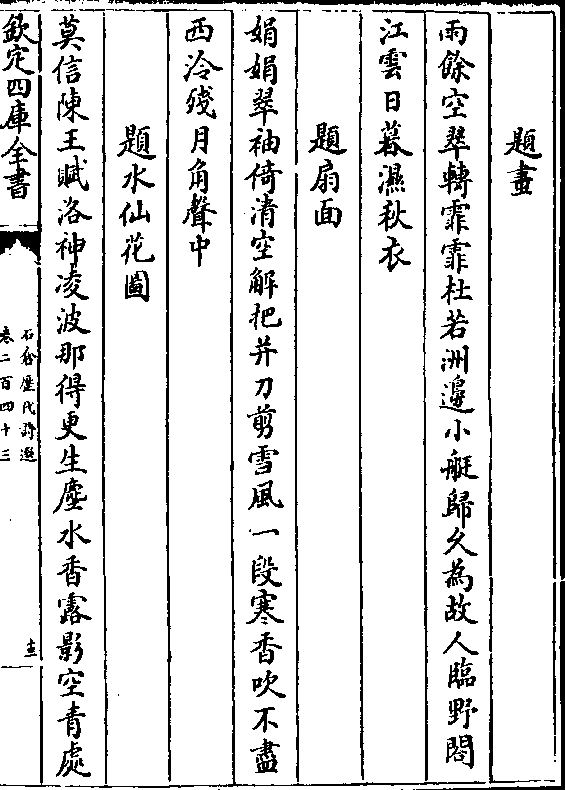 題畫
雨餘空翠轉霏霏杜若洲邊小艇歸久為故人臨野閣
江雲日暮濕秋衣
題扇面
娟娟翠袖倚清空解把并刀剪雪風一段寒香吹不盡
西泠殘月角聲中
題水仙花圖
莫信陳王賦洛神凌波那得更生塵水香露影空青處
欽定四庫全書
石倉歷代詩選
卷二百四十三
十三